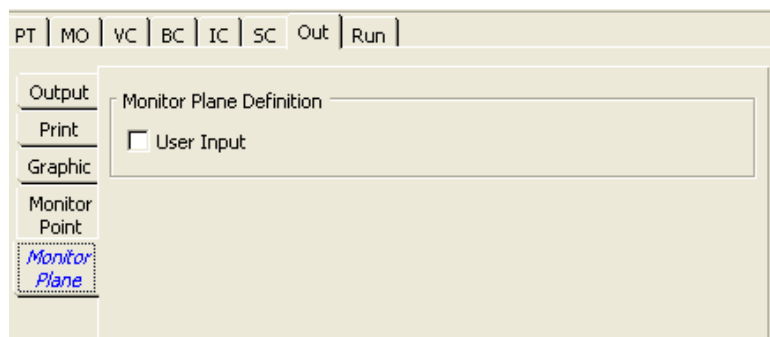 PT MO VC BC IC SC Out Run
Output
Monitor Plane Definition
Print
User Input
Graphic
Monitor
Point
Monitor
Plane